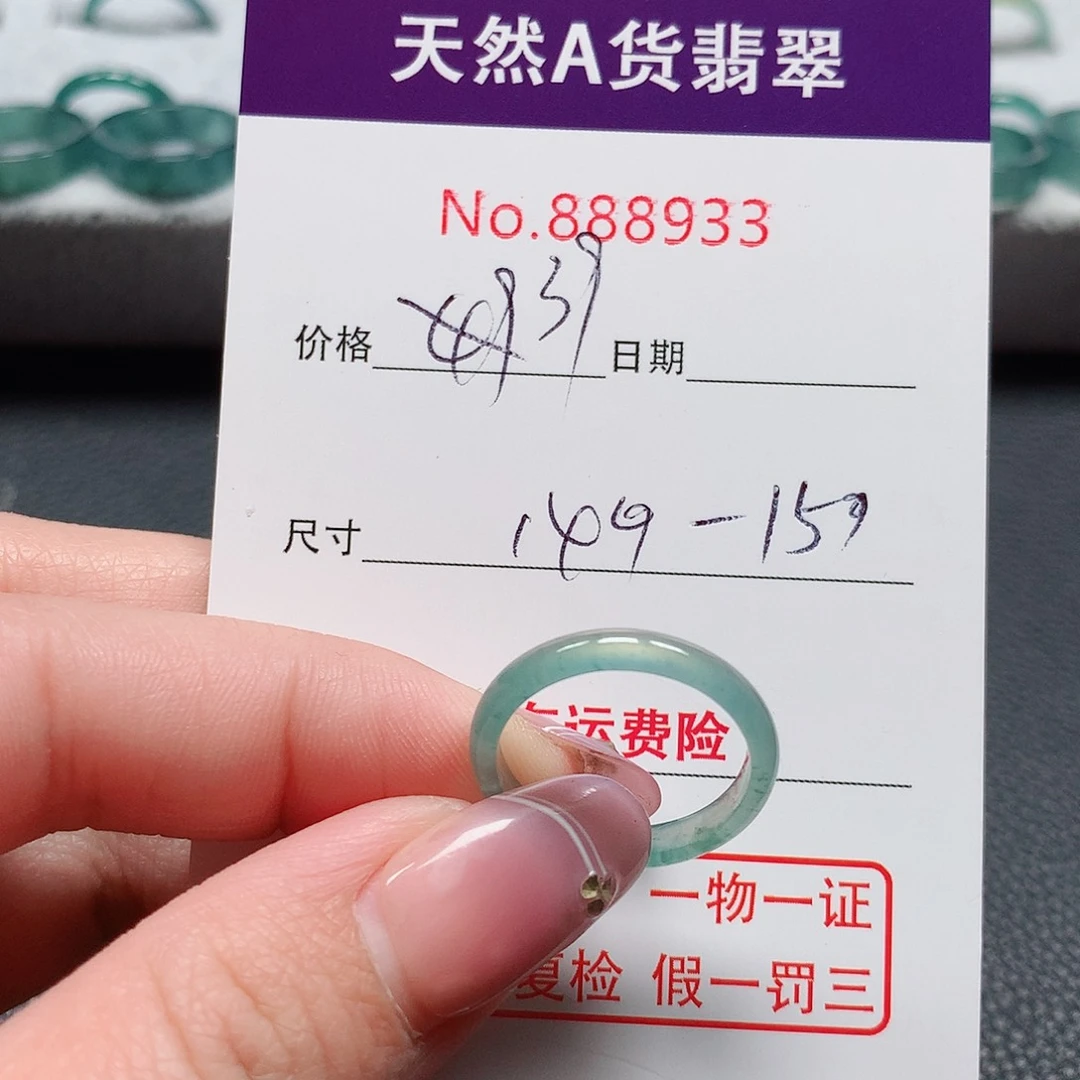 天然A货翡翠
No.888933
价格 日期
尺寸 149-159
运费险
一物一证
复检 假一罚三